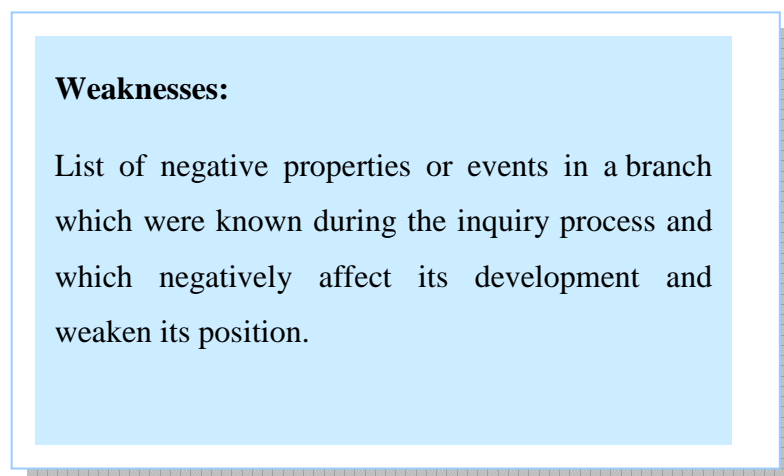 Weaknesses:
List of negative properties or events in a branch
which were known during the inquiry process and
which negatively affect its development and
weaken its position.